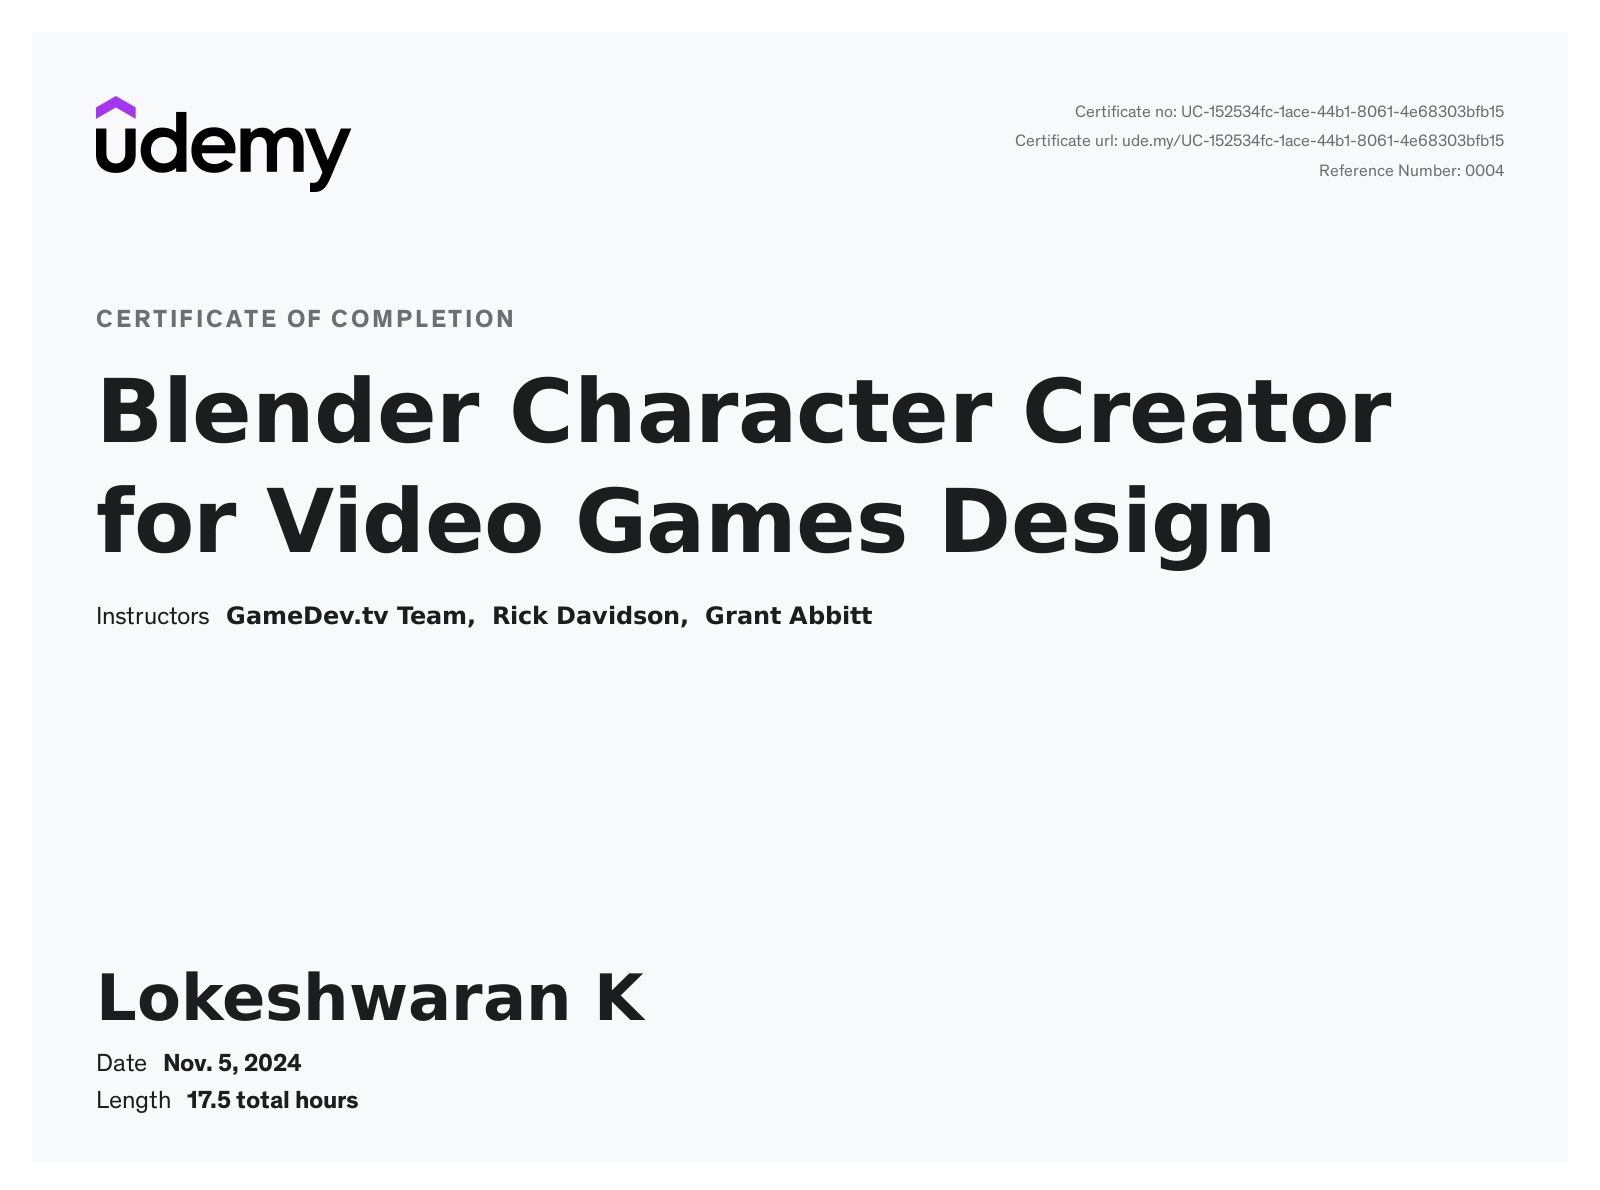 udemy
Certificate no: UC-152534fc-1ace-44b1-8061-4e68303bfb15
Certificate url: ude.my/UC-152534fc-1ace-44b1-8061-4e68303bfb15
Reference Number: 0004
CERTIFICATE OF COMPLETION
Blender Character Creator
for Video Games Design
Instructors GameDev.tv Team, Rick Davidson, Grant Abbitt
Lokeshwaran K
Date Nov. 5, 2024
Length 17.5 total hours